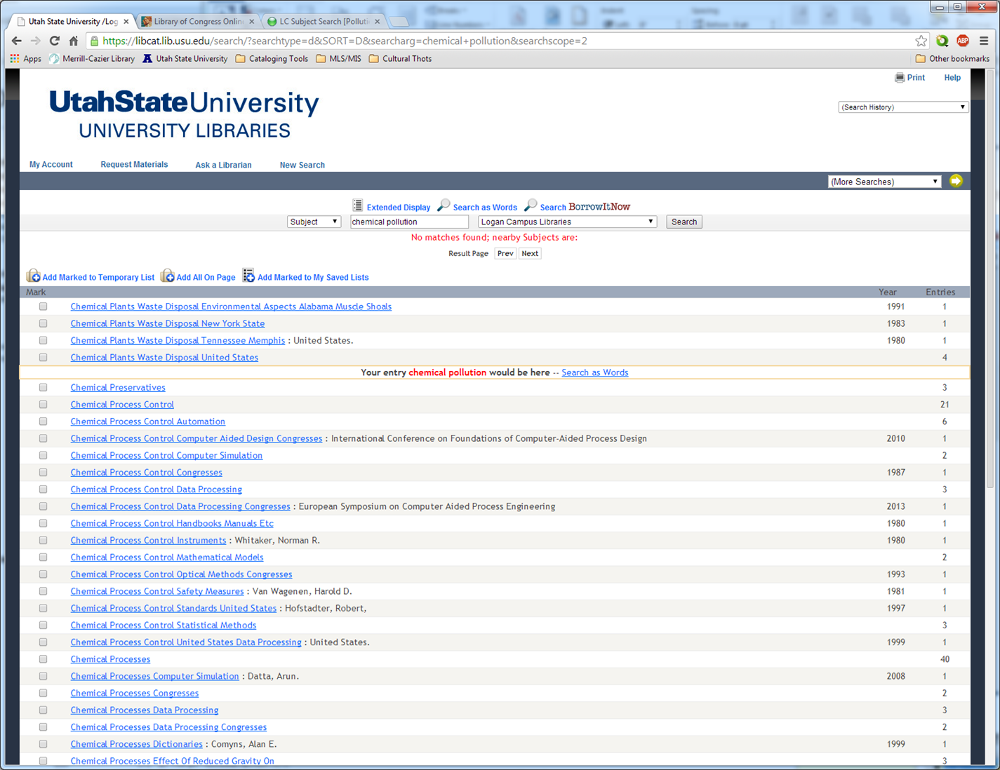 Utah State University /Log
Library of Congress Online
LC Subject Search [Polluti
https://libcat.lib.usu.edu/search/?searchtype=d&SORT=D&searcharg=chemical+pollution&searchscope=2
ABP
Apps Merrill-Cazier Library Utah State University Cataloging Tools MLS/MIS Cultural Thots Other bookmarks
Print Help
UtahStateUniversity
UNIVERSITY LIBRARIES
(Search History)
My Account Request Materials Ask a Librarian New Search
(More Searches)
Extended Display Search as Words Search BorrowItNow
Subject chemical pollution Logan Campus Libraries Search
No matches found; nearby Subjects are:
Result Page Prev Next
Add Marked to Temporary List Add All On Page Add Marked to My Saved Lists
Mark Year Entries
Chemical Plants Waste Disposal Environmental Aspects Alabama Muscle Shoals 1991 1
Chemical Plants Waste Disposal New York State 1983 1
Chemical Plants Waste Disposal Tennessee Memphis : United States. 1980 1
Chemical Plants Waste Disposal United States 4
Your entry chemical pollution would be here -- Search as Words
Chemical Preservatives 3
Chemical Process Control 21
Chemical Process Control Automation 6
Chemical Process Control Computer Aided Design Congresses : International Conference on Foundations of Computer-Aided Process Design 2010 1
Chemical Process Control Computer Simulation 2
Chemical Process Control Congresses 1987 1
Chemical Process Control Data Processing 3
Chemical Process Control Data Processing Congresses : European Symposium on Computer Aided Process Engineering 2013 1
Chemical Process Control Handbooks Manuals Etc 1980 1
Chemical Process Control Instruments : Whitaker, Norman R. 1980 1
Chemical Process Control Mathematical Models 2
Chemical Process Control Optical Methods Congresses 1993 1
Chemical Process Control Safety Measures : Van Wagenen, Harold D. 1981 1
Chemical Process Control Standards United States : Hofstadter, Robert, 1997 1
Chemical Process Control Statistical Methods 3
Chemical Process Control United States Data Processing : United States. 1999 1
Chemical Processes 40
Chemical Processes Computer Simulation : Datta, Arun. 2008 1
Chemical Processes Congresses 2
Chemical Processes Data Processing 3
Chemical Processes Data Processing Congresses 2
Chemical Processes Dictionaries : Comyns, Alan E. 1999 1
Chemical Processes Effect Of Reduced Gravity On 3